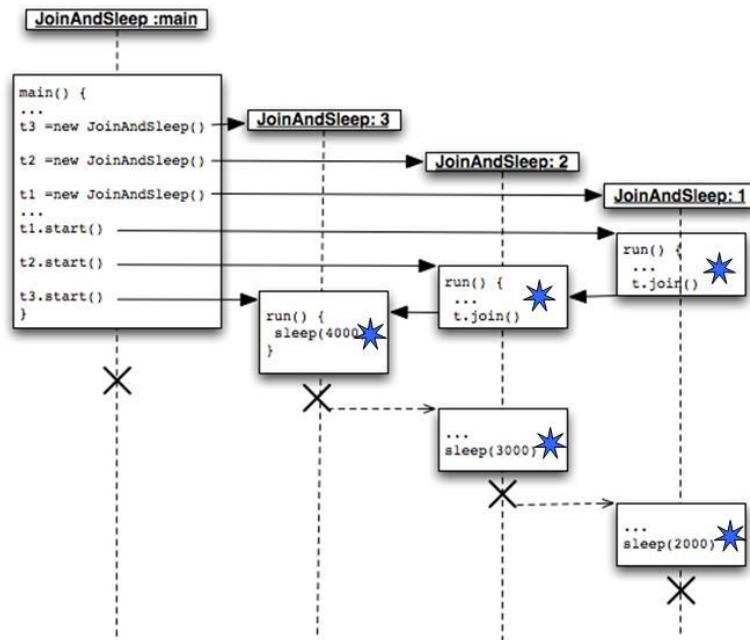 JoinAndSleep :main
main() {
...
t3 =new JoinAndSleep()
t2 =new JoinAndSleep()
t1 =new JoinAndSleep()
...
t1.start()
t2.start()
t3.start()
}
JoinAndSleep: 3
run() {
sleep(4000
}
JoinAndSleep: 2
run() {
...
t.join()
...
sleep(3000)
JoinAndSleep: 1
run() {
...
t.join()
...
sleep(2000)